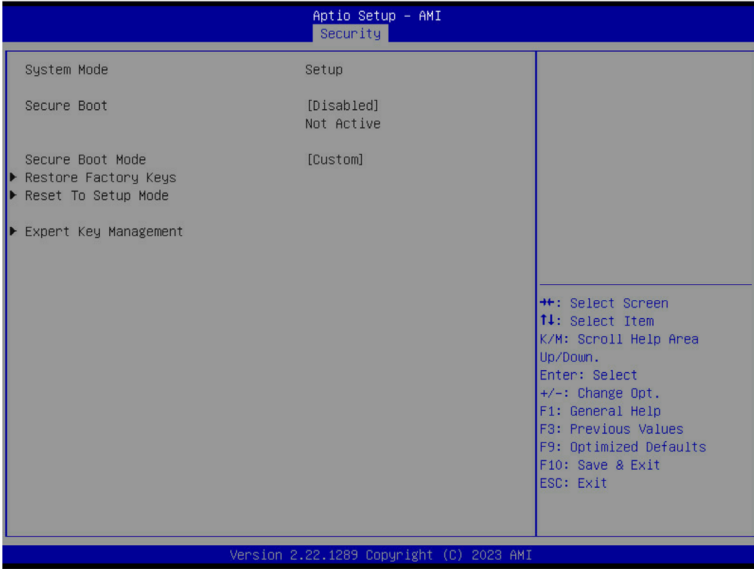 Aptio Setup - AMI
Security
System Mode Setup
Secure Boot [Disabled]
Not Active
Secure Boot Mode [Custom]
▶ Restore Factory Keys
▶ Reset To Setup Mode
▶ Expert Key Management
→←: Select Screen
↑↓: Select Item
K/M: Scroll Help Area
Up/Down.
Enter: Select
+/-: Change Opt.
F1: General Help
F3: Previous Values
F9: Optimized Defaults
F10: Save & Exit
ESC: Exit
Version 2.22.1289 Copyright (C) 2023 AMI